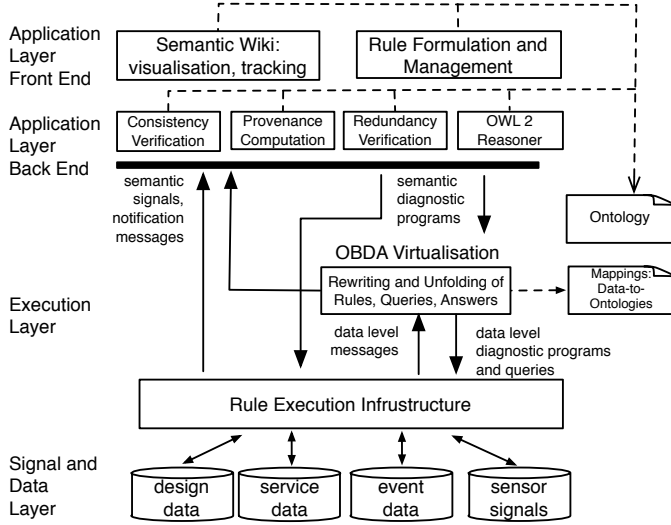 Application
Layer
Front End
Semantic Wiki:
visualisation, tracking
Rule Formulation and
Management
Application
Layer
Back End
Consistency
Verification
Provenance
Computation
Redundancy
Verification
OWL 2
Reasoner
semantic
signals,
notification
messages
semantic
diagnostic
programs
Ontology
OBDA Virtualisation
Rewriting and Unfolding of
Rules, Queries, Answers
Mappings:
Data-to-
Ontologies
Execution
Layer
data level
messages
data level
diagnostic programs
and queries
Rule Execution Infrustructure
Signal and
Data
Layer
design
data
service
data
event
data
sensor
signals